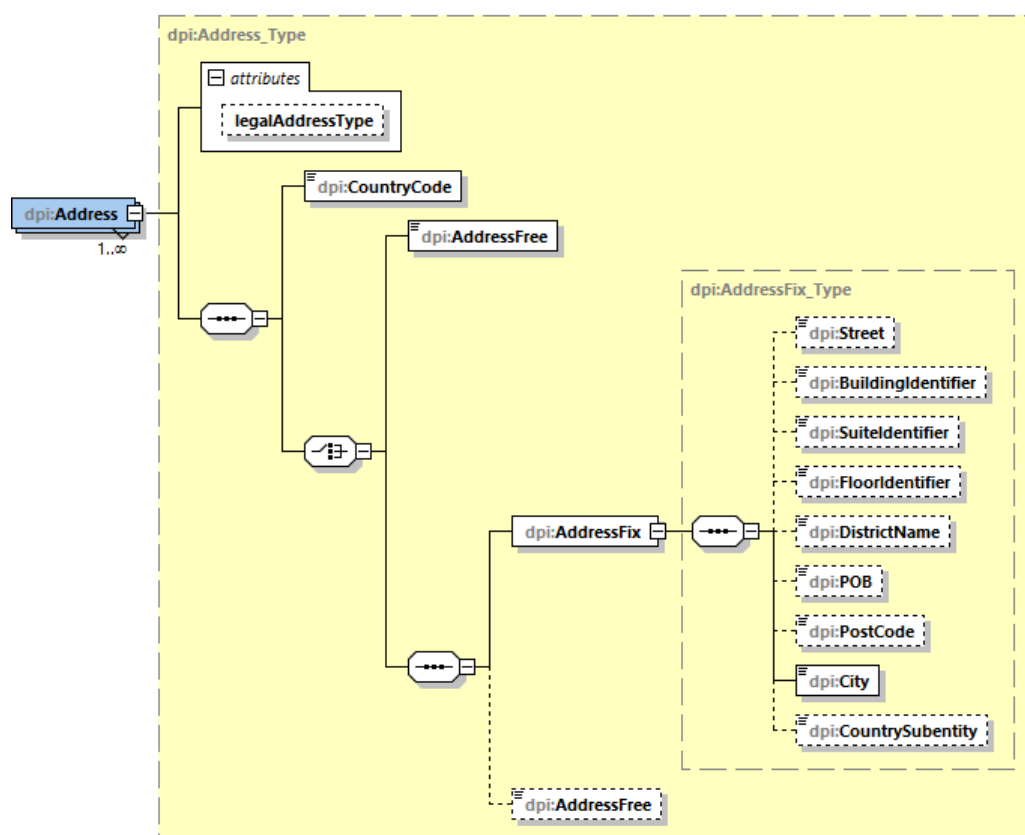 dpi:Address_Type
attributes
legalAddressType
dpi:CountryCode
dpi:Address
1..∞
dpi:AddressFree
dpi:AddressFix_Type
dpi:Street
dpi:BuildingIdentifier
dpi:SuiteIdentifier
dpi:FloorIdentifier
dpi:AddressFix
dpi:DistrictName
dpi:POB
dpi:PostCode
dpi:City
dpi:CountrySubentity
dpi:AddressFree